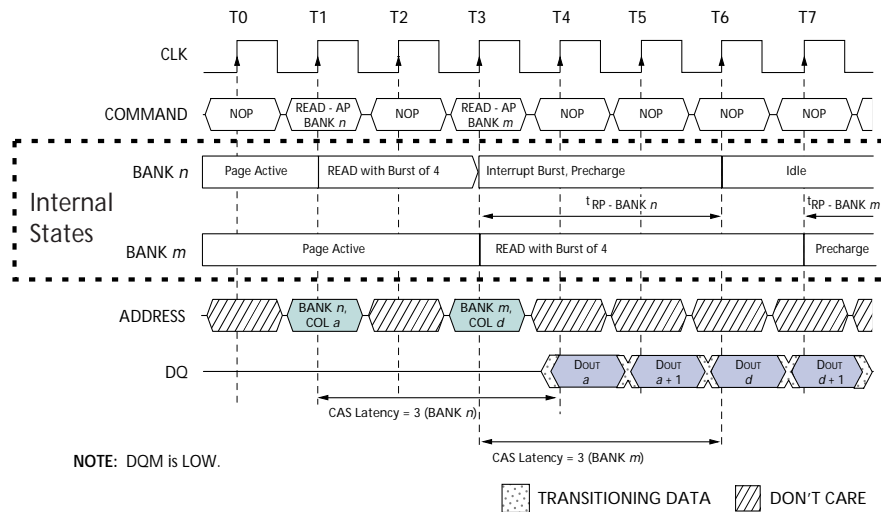 T0 T1 T2 T3 T4 T5 T6 T7
CLK
COMMAND NOP READ - AP BANK n NOP READ - AP BANK m NOP NOP NOP NOP
Internal States
BANK n Page Active READ with Burst of 4 Interrupt Burst, Precharge Idle
tRP - BANK n tRP - BANK m
BANK m Page Active READ with Burst of 4 Precharge
ADDRESS BANK n, COL a BANK m, COL d
DQ DOUT a DOUT a + 1 DOUT d DOUT d + 1
CAS Latency = 3 (BANK n)
CAS Latency = 3 (BANK m)
NOTE: DQM is LOW.
TRANSITIONING DATA DON'T CARE